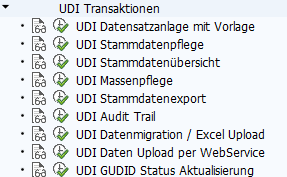 UDI Transaktionen
UDI Datensatzanlage mit Vorlage
UDI Stammdatenpflege
UDI Stammdatenübersicht
UDI Massenpflege
UDI Stammdatenexport
UDI Audit Trail
UDI Datenmigration / Excel Upload
UDI Daten Upload per WebService
UDI GUDID Status Aktualisierung